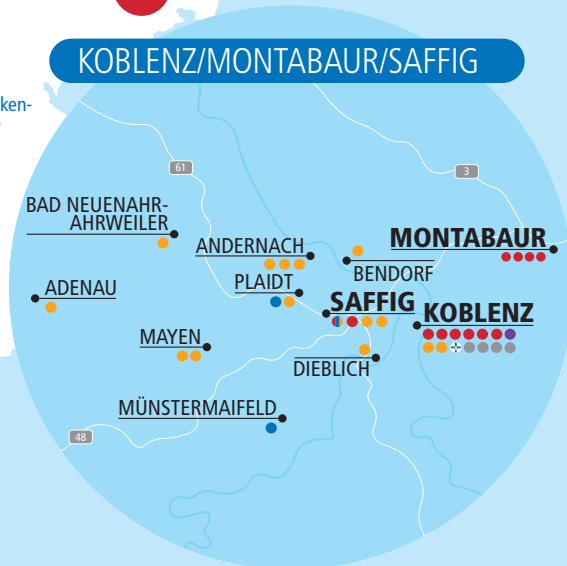 KOBLENZ/MONTABAUR/SAFFIG
ken-
61
3
BAD NEUENAHR-
AHRWEILER
ANDERNACH
MONTABAUR
BENDORF
ADENAU
PLAIDT
SAFFIG
KOBLENZ
MAYEN
DIEBLICH
MÜNSTERMAIFELD
48